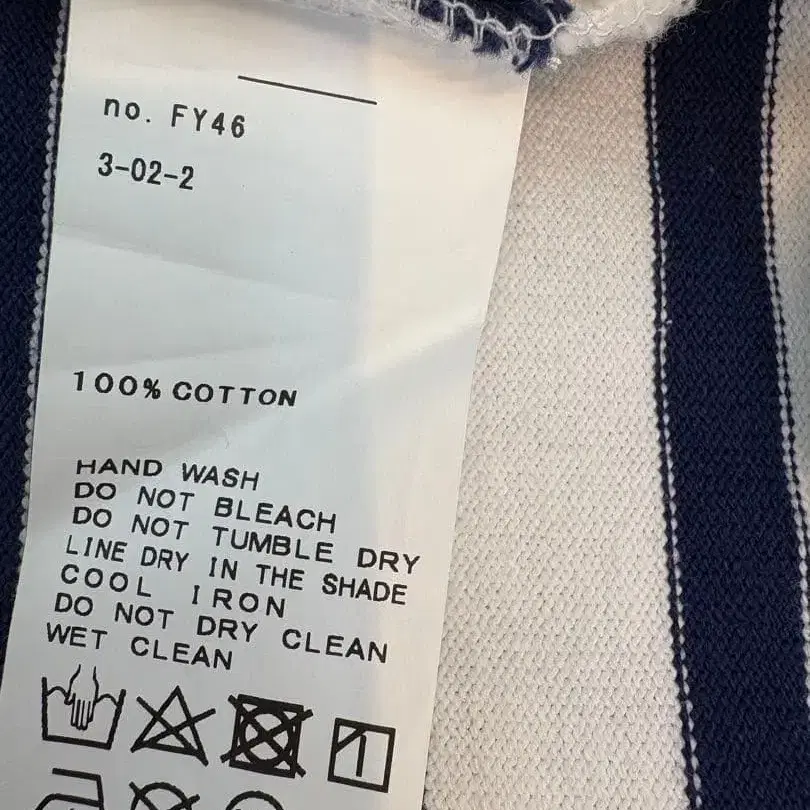 no. FY46
3-02-2
100% COTTON
HAND WASH
DO NOT BLEACH
DO NOT TUMBLE DRY
LINE DRY IN THE SHADE
COOL IRON
DO NOT DRY CLEAN
WET CLEAN